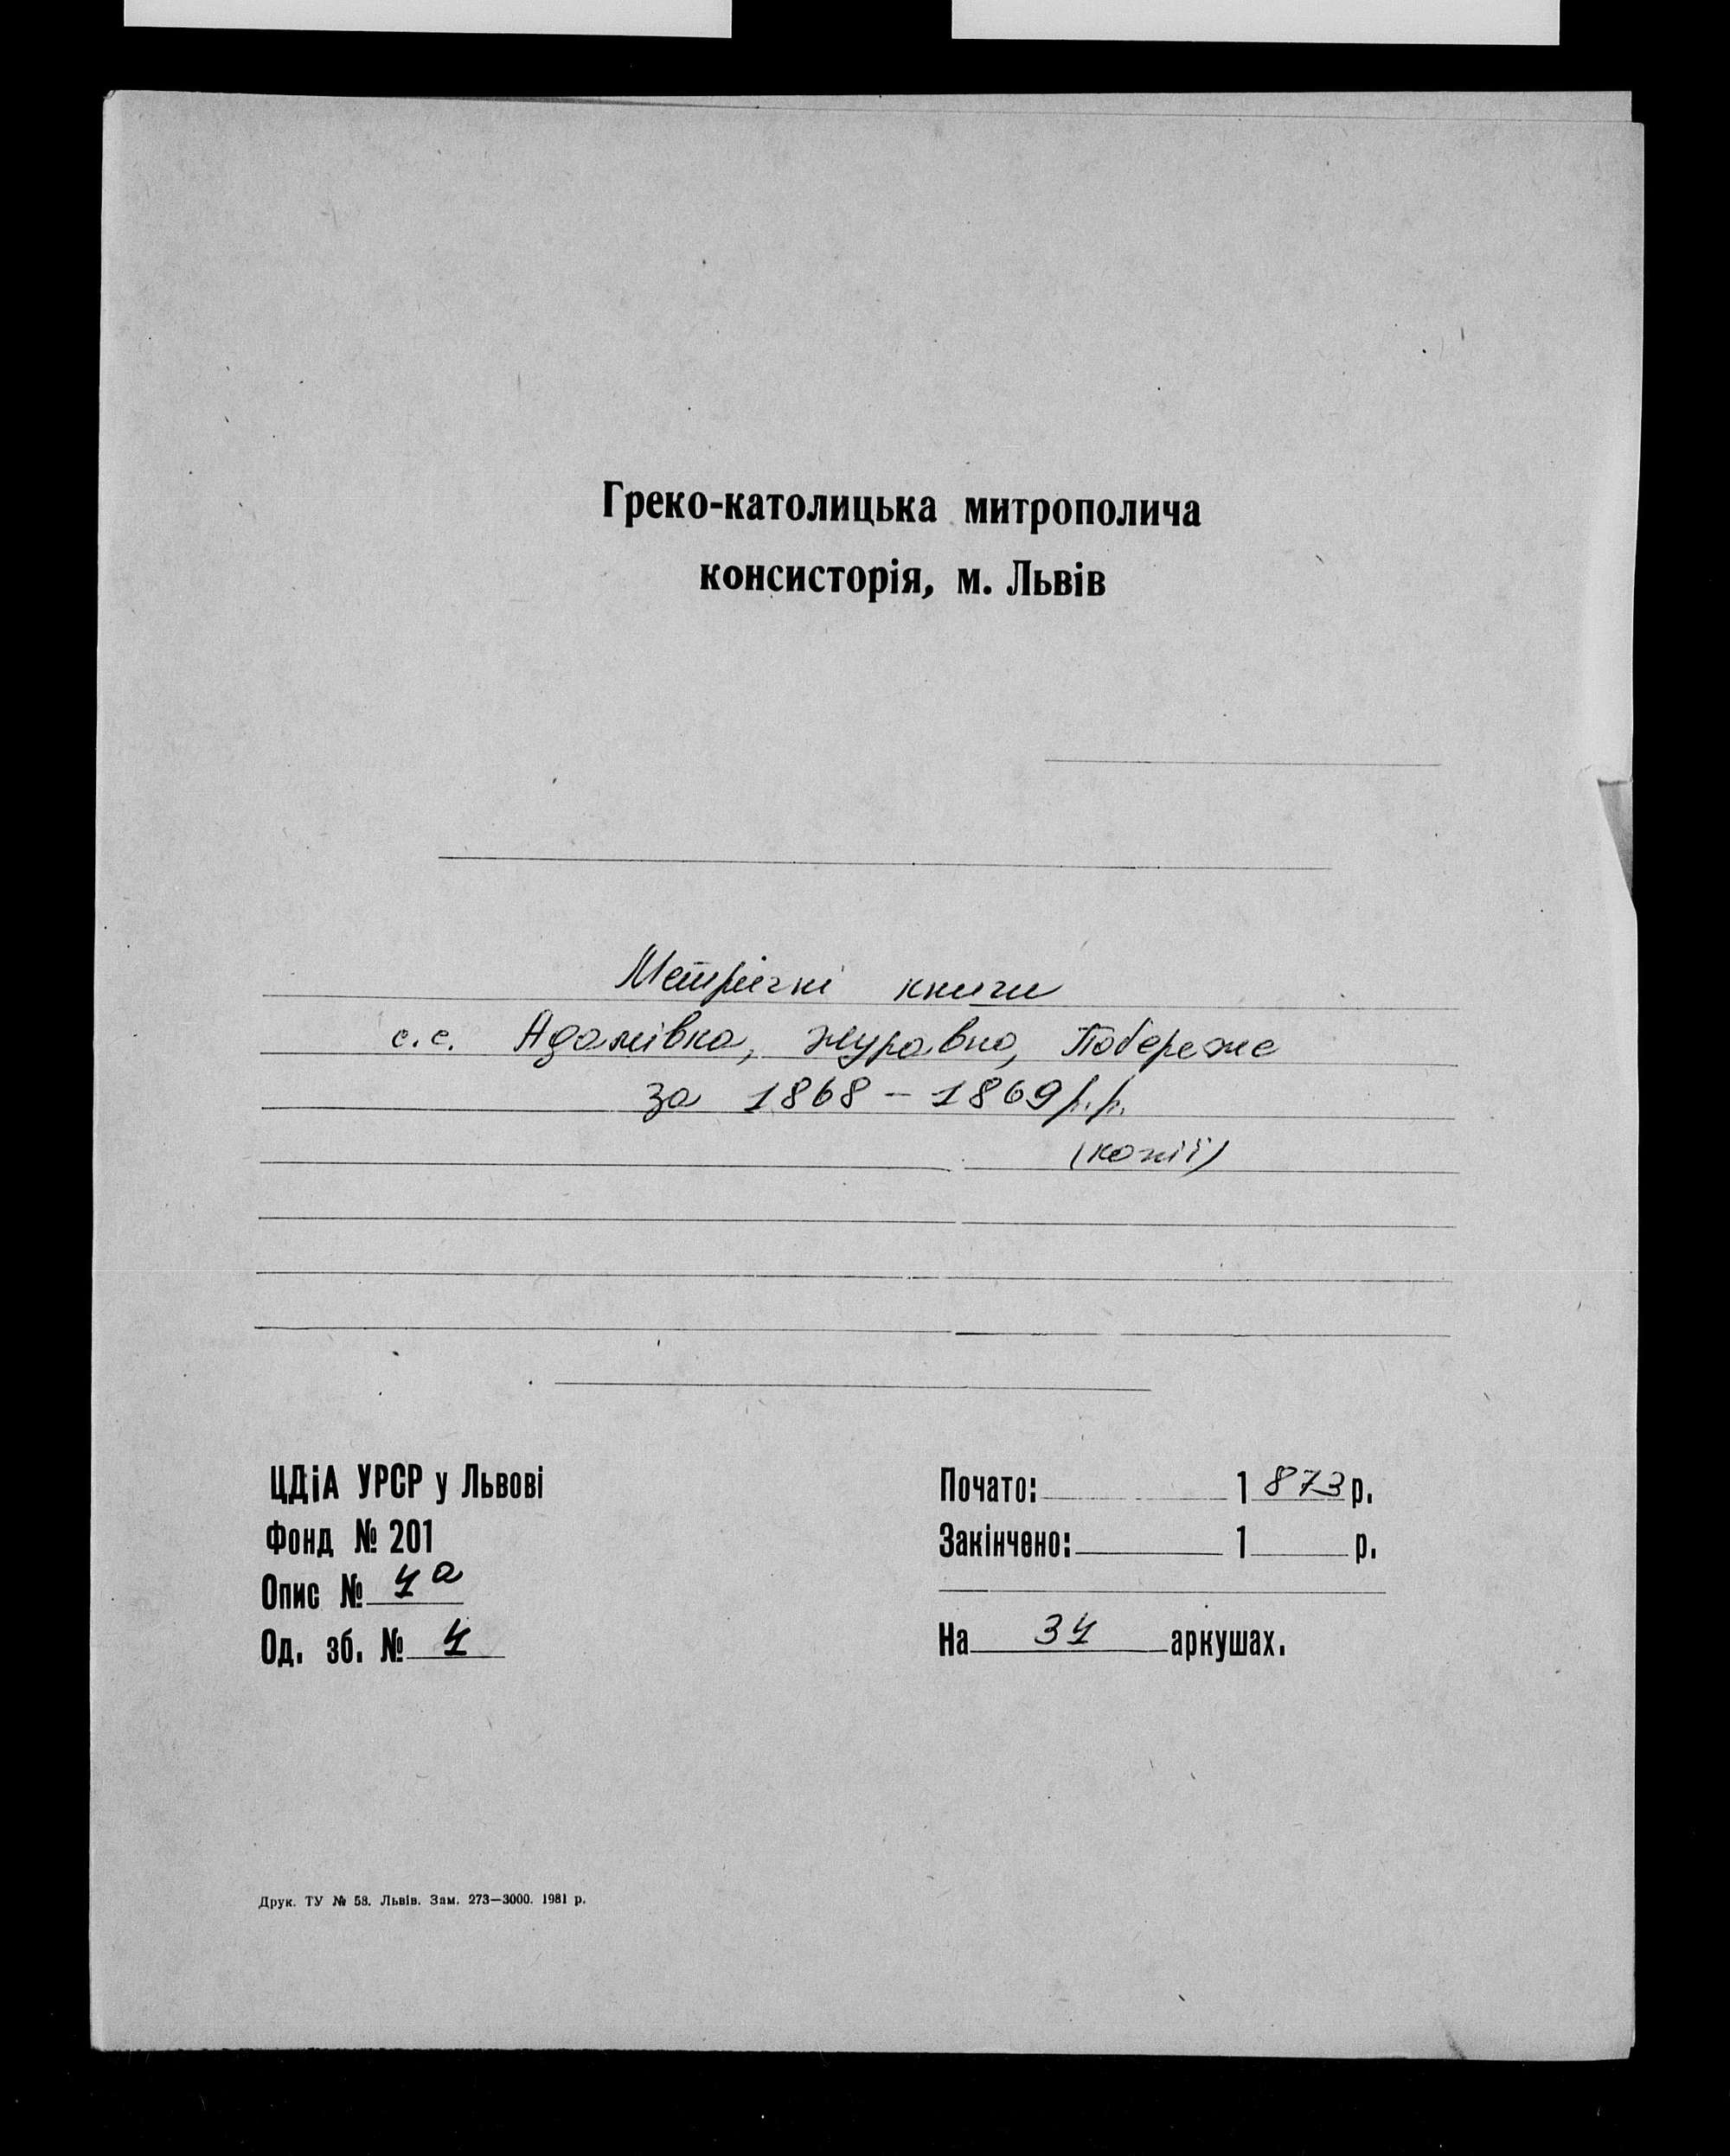 Греко-католицька митрополича
консисторія, м. Львів
Метричні книги
с.с. Адамівка, Журавно, Побереже
за 1868 - 1869 р.р.
(копії)
ЦДіА УРСР у Львові
Фонд № 201
Опис № 4а
Од. зб. № 4
Почато: 1873 р.
Закінчено: 1 р.
На 34 аркушах.
Друк. ТУ № 58. Львів. Зам. 273—3000. 1981 р.